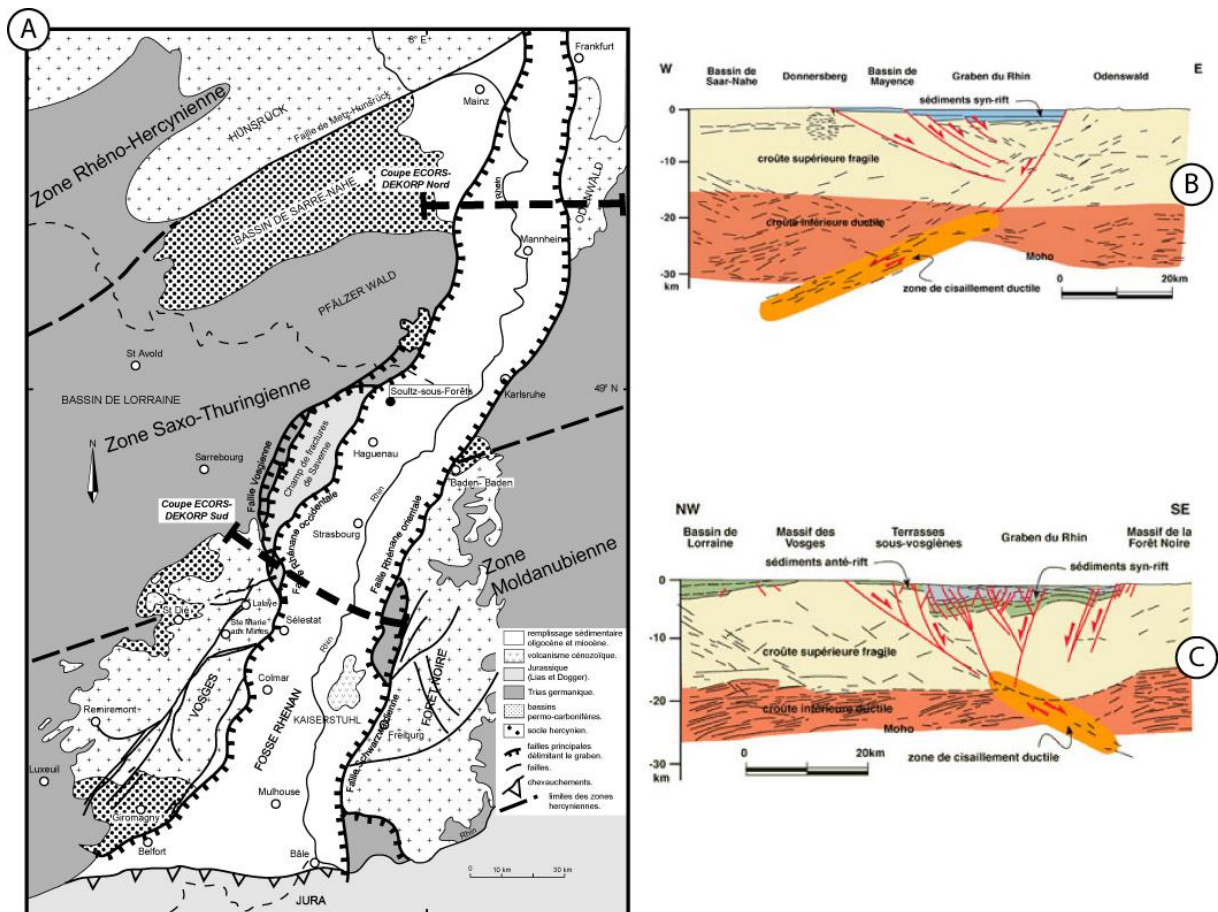 A
6° E
Frankfurt
Mainz
Zone Rhéno-Hercynienne
HÜNSRÜCK
Faille de Metz-Hunsrück
BASSIN DE SARRE-NAHE
Coupe ECORS-
DEKORP Nord
Rhein
ODENWALD
Mannheim
PFÄLZER WALD
St Avold
BASSIN DE LORRAINE
Zone Saxo-Thuringienne
Soultz-sous-Forêts
49° N
Karlsruhe
N
Sarrebourg
Faille Vosgienne
Champ de fractures
de Saverne
Haguenau
Rhin
Baden-Baden
Coupe ECORS-
DEKORP Sud
Faille Rhénane occidentale
Strasbourg
Faille Rhénane orientale
Zone
Moldanubienne
St Dié
Lalaye
Ste Marie
aux Mines
Sélestat
Rhin
VOSGES
Colmar
Remiremont
FOSSE RHENAN
KAISERSTUHL
FORÊT NOIRE
Freiburg
Faille Schwarzwaldienne
Luxeuil
Mulhouse
Giromagny
Belfort
Bâle
Rhin
JURA
0 10 km 30 km
remplissage sédimentaire
oligocène et miocène.
volcanisme cénozoïque.
Jurassique
(Lias et Dogger).
Trias germanique.
bassins
permo-carbonifères.
socle hercynien.
failles principales
délimitant le graben.
failles.
chevauchements.
limites des zones
hercyniennes.
W
E
Bassin de
Saar-Nahe
Donnersberg
Bassin de
Mayence
Graben du Rhin
Odenswald
sédiments syn-rift
0
-10
-20
-30
km
croûte supérieure fragile
croûte inférieure ductile
Moho
zone de cisaillement ductile
0
20km
B
NW
SE
Bassin de
Lorraine
Massif des
Vosges
Terrasses
sous-vosgiènes
Graben du Rhin
Massif de la
Forêt Noire
sédiments anté-rift
sédiments syn-rift
0
-10
-20
-30
km
croûte supérieure fragile
croûte inférieure ductile
Moho
0
20km
zone de cisaillement ductile
C